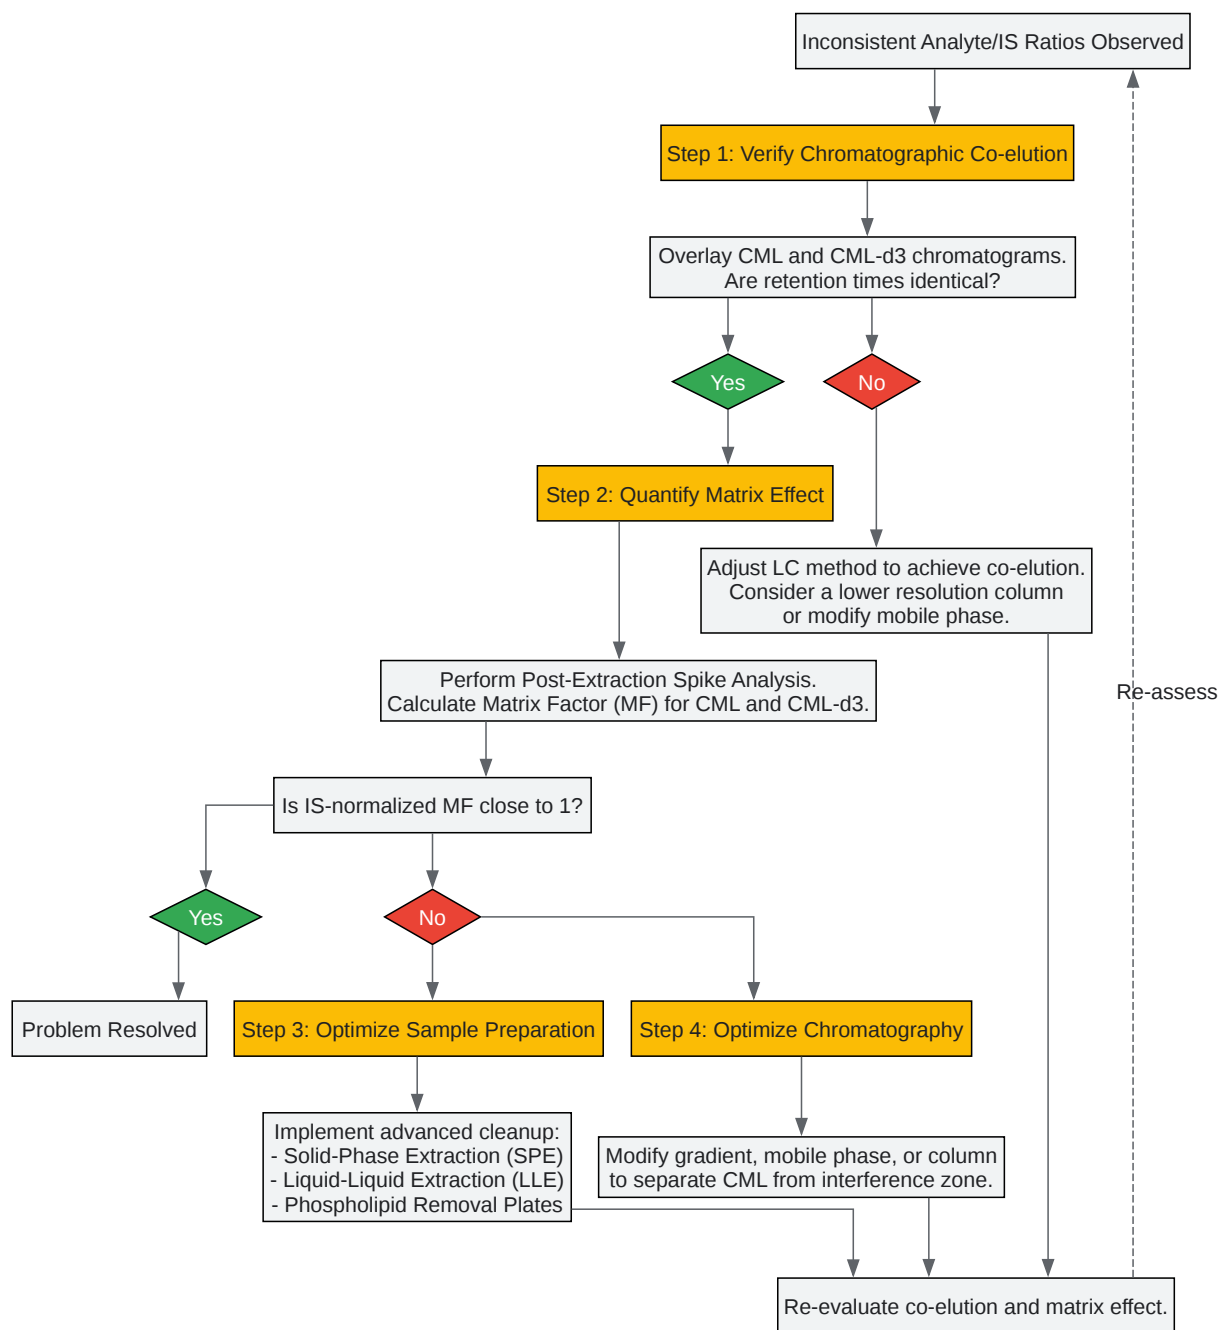 Inconsistent Analyte/IS Ratios Observed
Step 1: Verify Chromatographic Co-elution
Overlay CML and CML-d3 chromatograms.
Are retention times identical?
Yes
No
Step 2: Quantify Matrix Effect
Adjust LC method to achieve co-elution.
Consider a lower resolution column
or modify mobile phase.
Perform Post-Extraction Spike Analysis.
Calculate Matrix Factor (MF) for CML and CML-d3.
Re-assess
Is IS-normalized MF close to 1?
Yes
No
Problem Resolved
Step 3: Optimize Sample Preparation
Step 4: Optimize Chromatography
Implement advanced cleanup:
- Solid-Phase Extraction (SPE)
- Liquid-Liquid Extraction (LLE)
- Phospholipid Removal Plates
Modify gradient, mobile phase, or column
to separate CML from interference zone.
Re-evaluate co-elution and matrix effect.